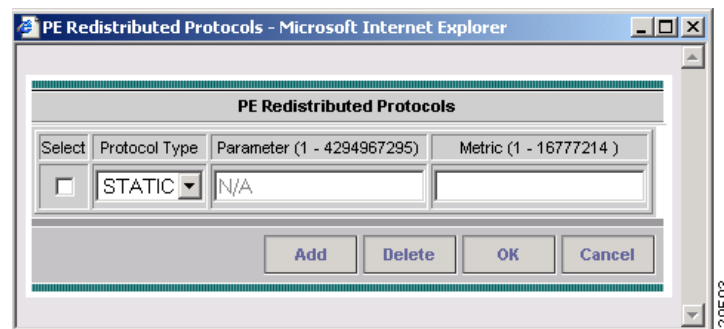 PE Redistributed Protocols - Microsoft Internet Explorer
PE Redistributed Protocols
Select Protocol Type Parameter (1 - 4294967295) Metric (1 - 16777214 )
STATIC N/A
Add Delete OK Cancel